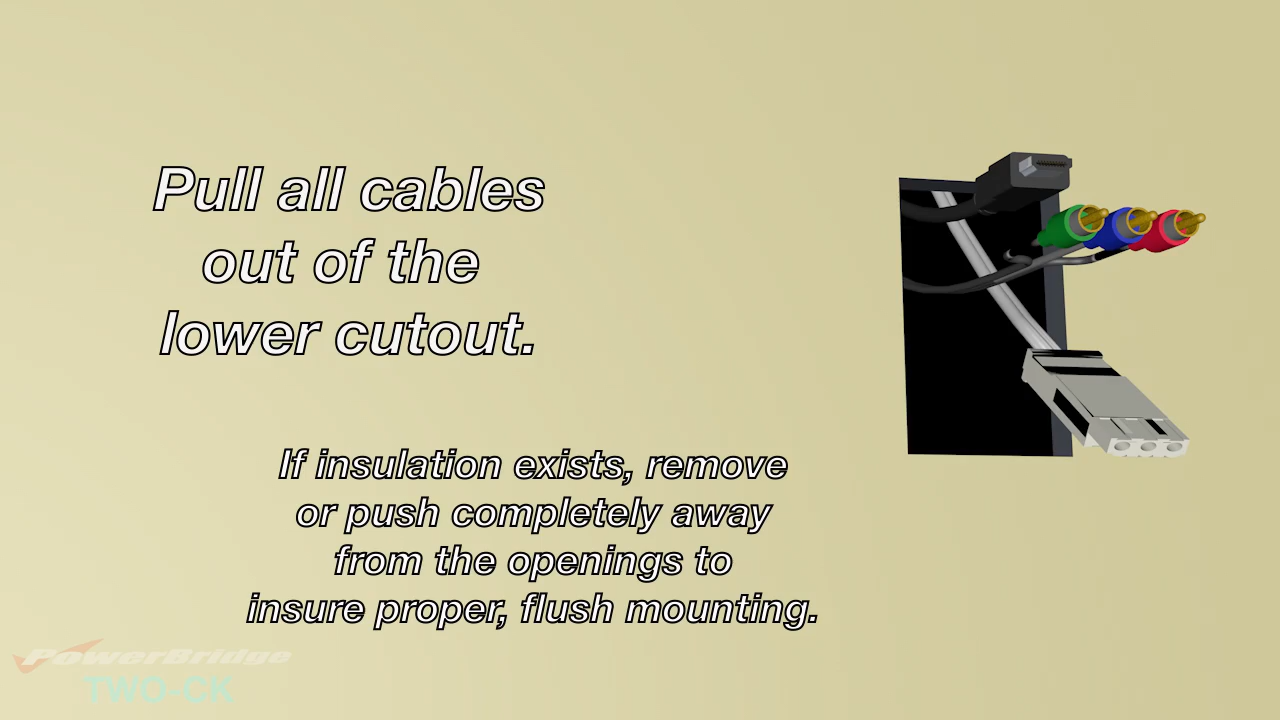 Pull all cables
out of the
lower cutout.
If insulation exists, remove
or push completely away
from the openings to
insure proper, flush mounting.
PowerBridge
TWO-CK